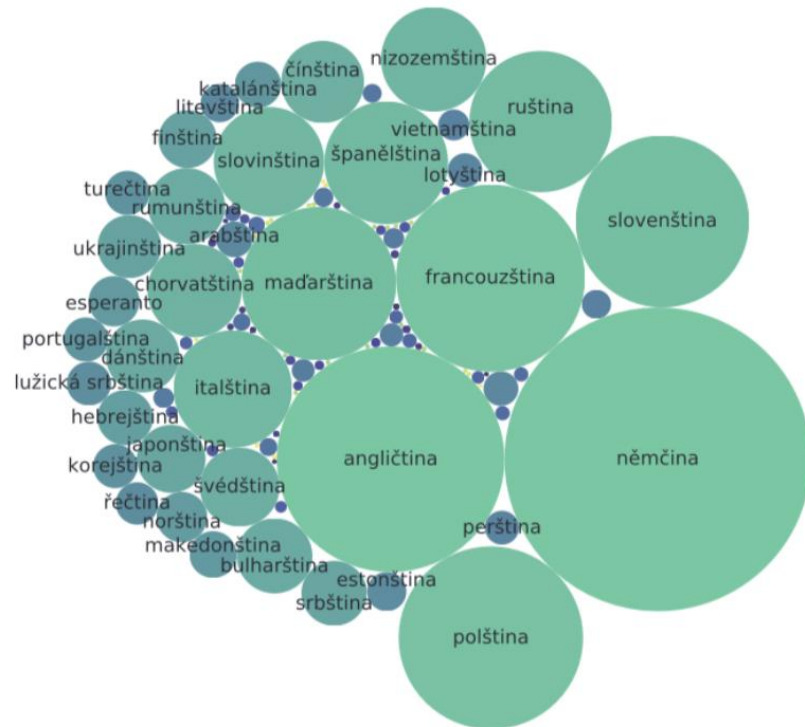 nizozemština
čínština
katalánština
litevština
ruština
vietnamština
finština
slovinština
španělština
lotyština
turečtina
rumunština
slovenština
arabština
ukrajinština
francouzština
maďarština
chorvatština
esperanto
portugalština
dánština
lužická srbština
italština
hebrejština
japonština
angličtina
němčina
korejština
švédština
řečtina
norština
perština
makedonština
bulharština
estonština
srbština
polština